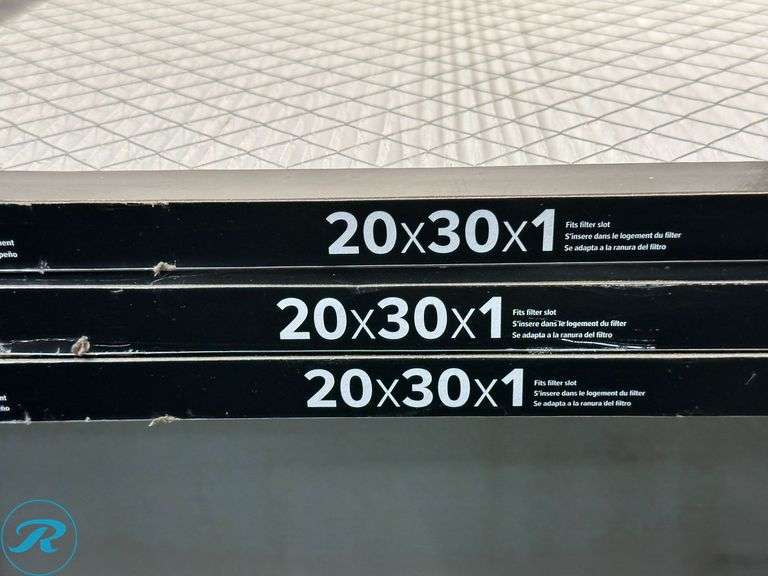 20x30x1
Fits filter slot
S'insere dans le logement du filter
Se adapta a la ranura del filtro
20x30x1
Fits filter slot
S'insere dans le logement du filter
Se adapta a la ranura del filtro
20x30x1
Fits filter slot
S'insere dans le logement du filter
Se adapta a la ranura del filtro
R